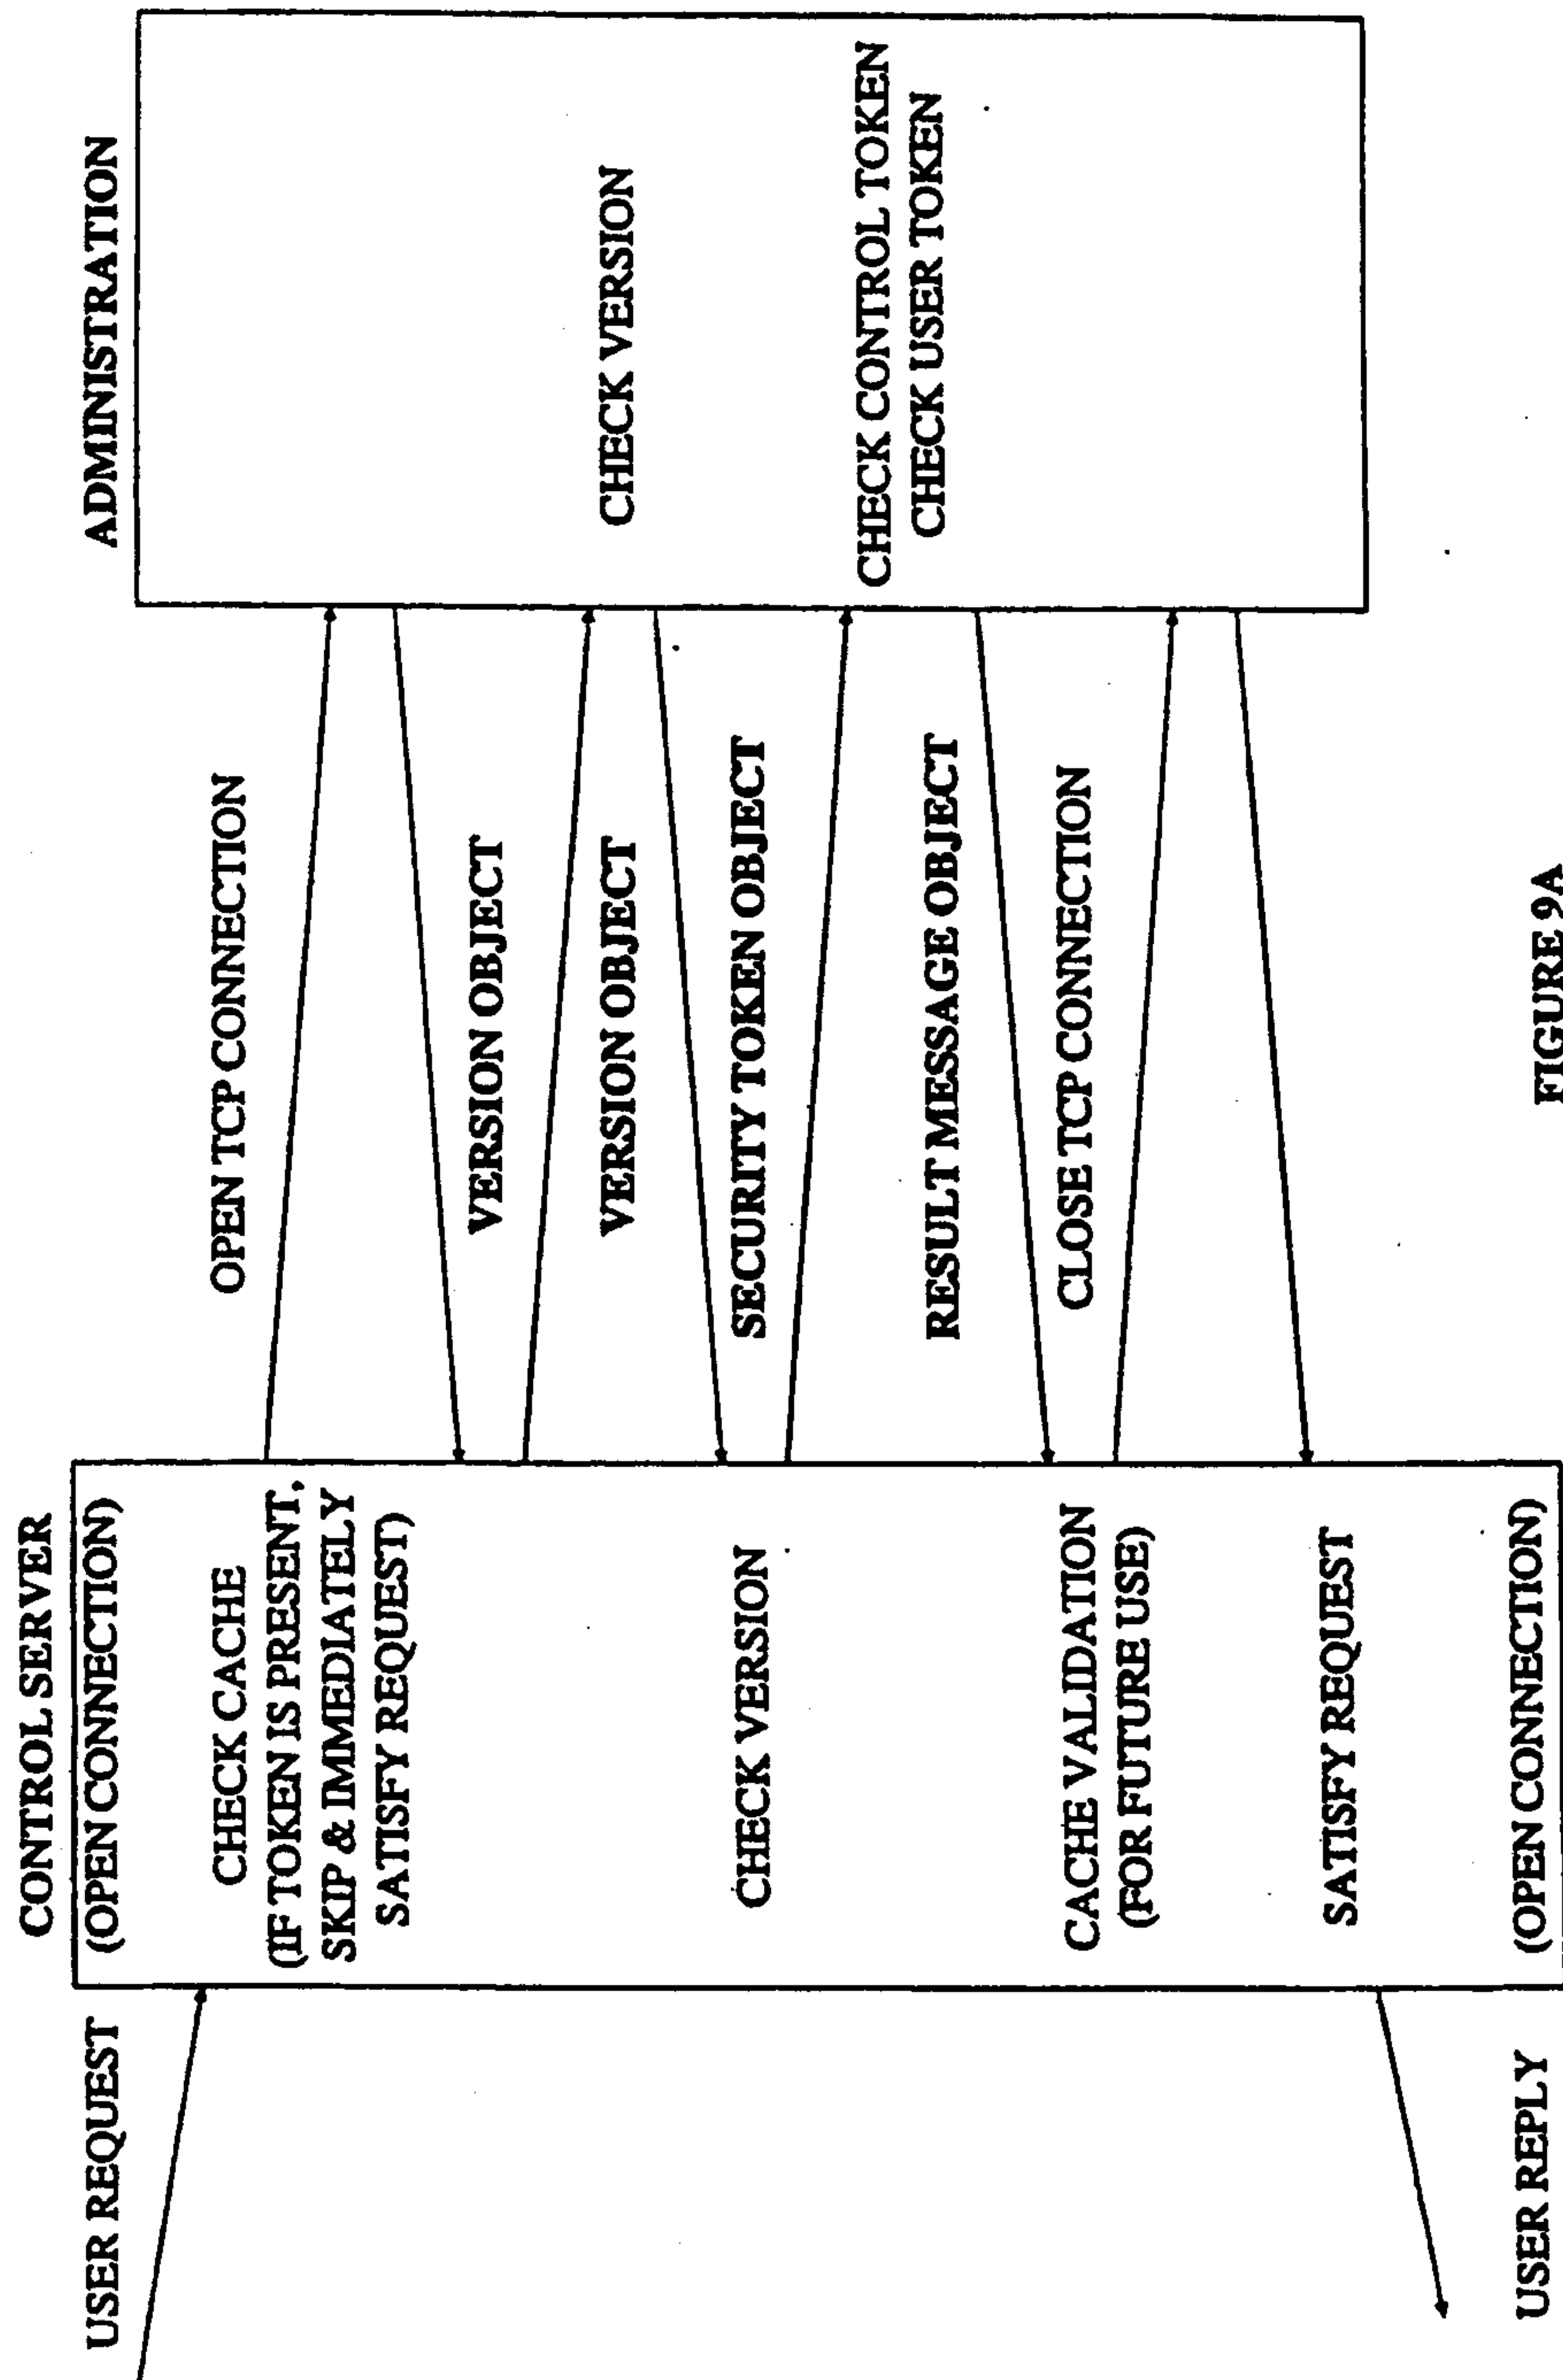 USER REQUEST
CONTROL SERVER
(OPEN CONNECTION)
CHECK CACHE
(IF TOKEN IS PRESENT,
SKIP & IMMEDIATELY
SATISFY REQUEST)
CHECK VERSION
CACHE VALIDATION
(FOR FUTURE USE)
SATISFY REQUEST
(OPEN CONNECTION)
USER REPLY
OPEN TCP CONNECTION
VERSION OBJECT
VERSION OBJECT
SECURITY TOKEN OBJECT
RESULT MESSAGE OBJECT
CLOSE TCP CONNECTION
ADMINISTRATION
CHECK VERSION
CHECK CONTROL TOKEN
CHECK USER TOKEN
FIGURE 9A